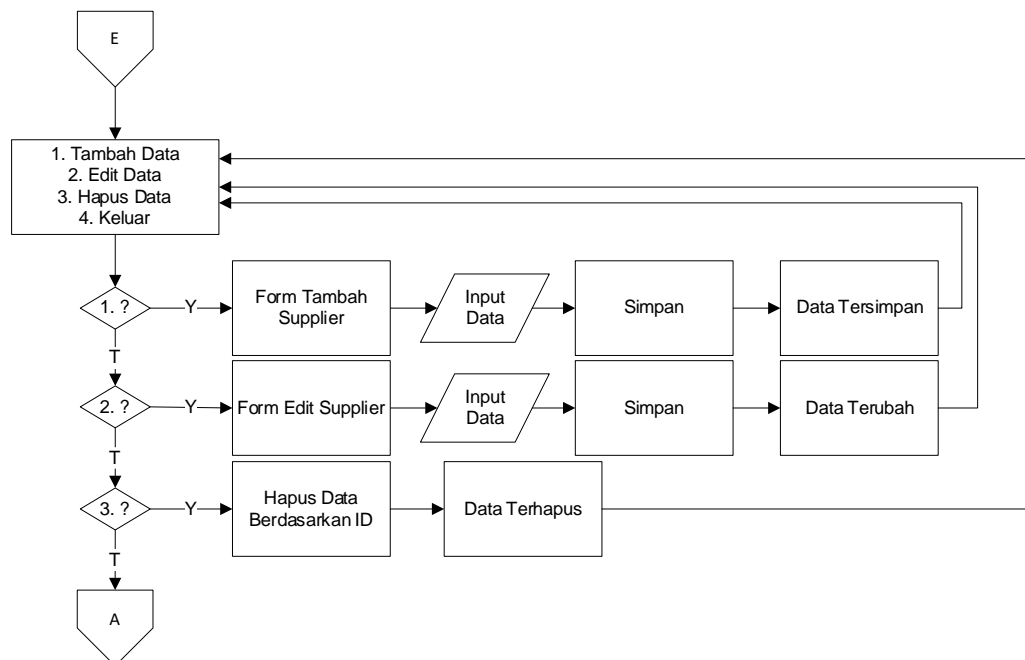 E
1. Tambah Data
2. Edit Data
3. Hapus Data
4. Keluar
1. ?
Y
Form Tambah
Supplier
Input
Data
Simpan
Data Tersimpan
T
2. ?
Y
Form Edit Supplier
Input
Data
Simpan
Data Terubah
T
3. ?
Y
Hapus Data
Berdasarkan ID
Data Terhapus
T
A